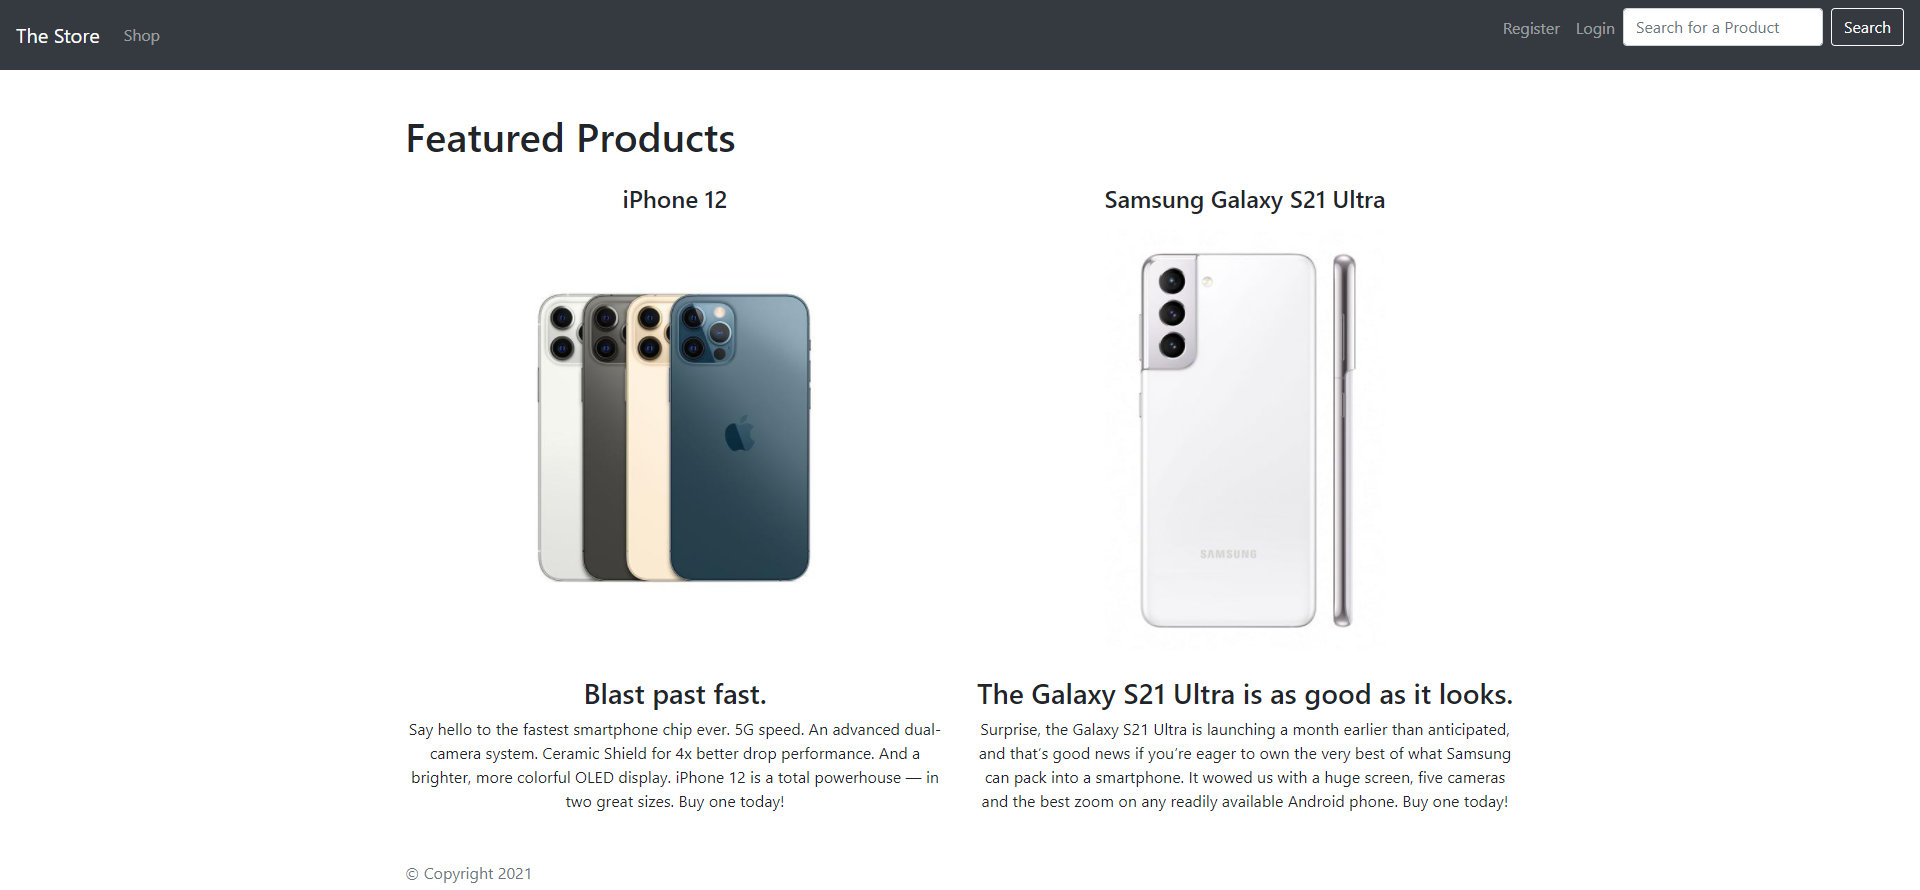 The Store Shop Register Login Search for a Product Search
Featured Products
iPhone 12
Samsung Galaxy S21 Ultra
SAMSUNG
Blast past fast.
Say hello to the fastest smartphone chip ever. 5G speed. An advanced dual-
camera system. Ceramic Shield for 4x better drop performance. And a
brighter, more colorful OLED display. iPhone 12 is a total powerhouse — in
two great sizes. Buy one today!
The Galaxy S21 Ultra is as good as it looks.
Surprise, the Galaxy S21 Ultra is launching a month earlier than anticipated,
and that’s good news if you’re eager to own the very best of what Samsung
can pack into a smartphone. It wowed us with a huge screen, five cameras
and the best zoom on any readily available Android phone. Buy one today!
© Copyright 2021